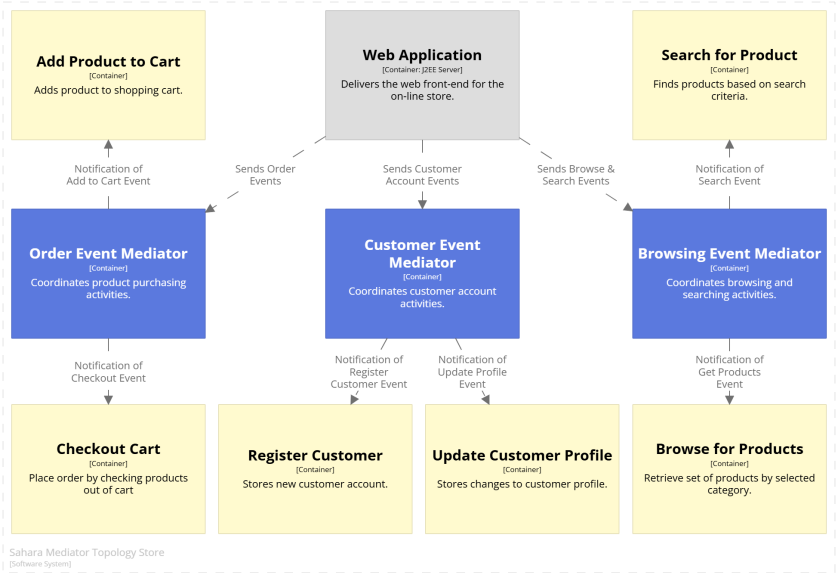 Add Product to Cart
[Container]
Adds product to shopping cart.
Web Application
[Container: J2EE Server]
Delivers the web front-end for the
on-line store.
Search for Product
[Container]
Finds products based on search
criteria.
Notification of
Add to Cart Event
Sends Order
Events
Sends Customer
Account Events
Sends Browse &
Search Events
Notification of
Search Event
Order Event Mediator
[Container]
Coordinates product purchasing
activities.
Customer Event
Mediator
[Container]
Coordinates customer account
activities.
Browsing Event Mediator
[Container]
Coordinates browsing and
searching activities.
Notification of
Checkout Event
Notification of
Register
Customer Event
Notification of
Update Profile
Event
Notification of
Get Products
Event
Checkout Cart
[Container]
Place order by checking products
out of cart
Register Customer
[Container]
Stores new customer account.
Update Customer Profile
[Container]
Stores changes to customer profile.
Browse for Products
[Container]
Retrieve set of products by selected
category.
Sahara Mediator Topology Store
[Software System]